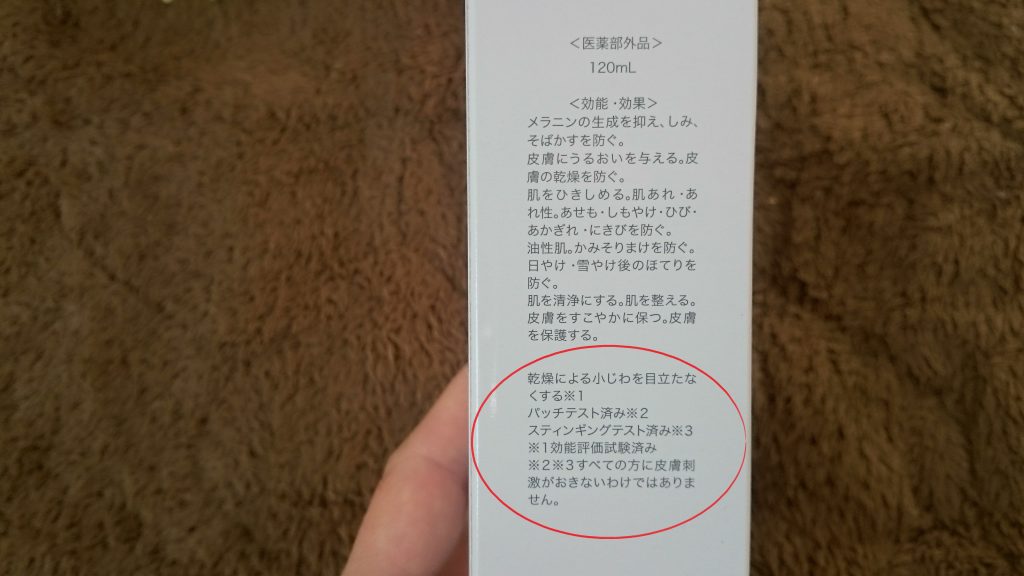 ＜医薬部外品＞
120mL
＜効能・効果＞
メラニンの生成を抑え、しみ、
そばかすを防ぐ。
皮膚にうるおいを与える。皮
膚の乾燥を防ぐ。
肌をひきしめる。肌あれ・あ
れ性。あせも・しもやけ・ひび・
あかぎれ・にきびを防ぐ。
油性肌。かみそりまけを防ぐ。
日やけ・雪やけ後のほてりを
防ぐ。
肌を清浄にする。肌を整える。
皮膚をすこやかに保つ。皮膚
を保護する。
乾燥による小じわを目立たな
くする※1
パッチテスト済み※2
スティンギングテスト済み※3
※1効能評価試験済み
※2※3すべての方に皮膚刺
激がおきないわけではありま
せん。